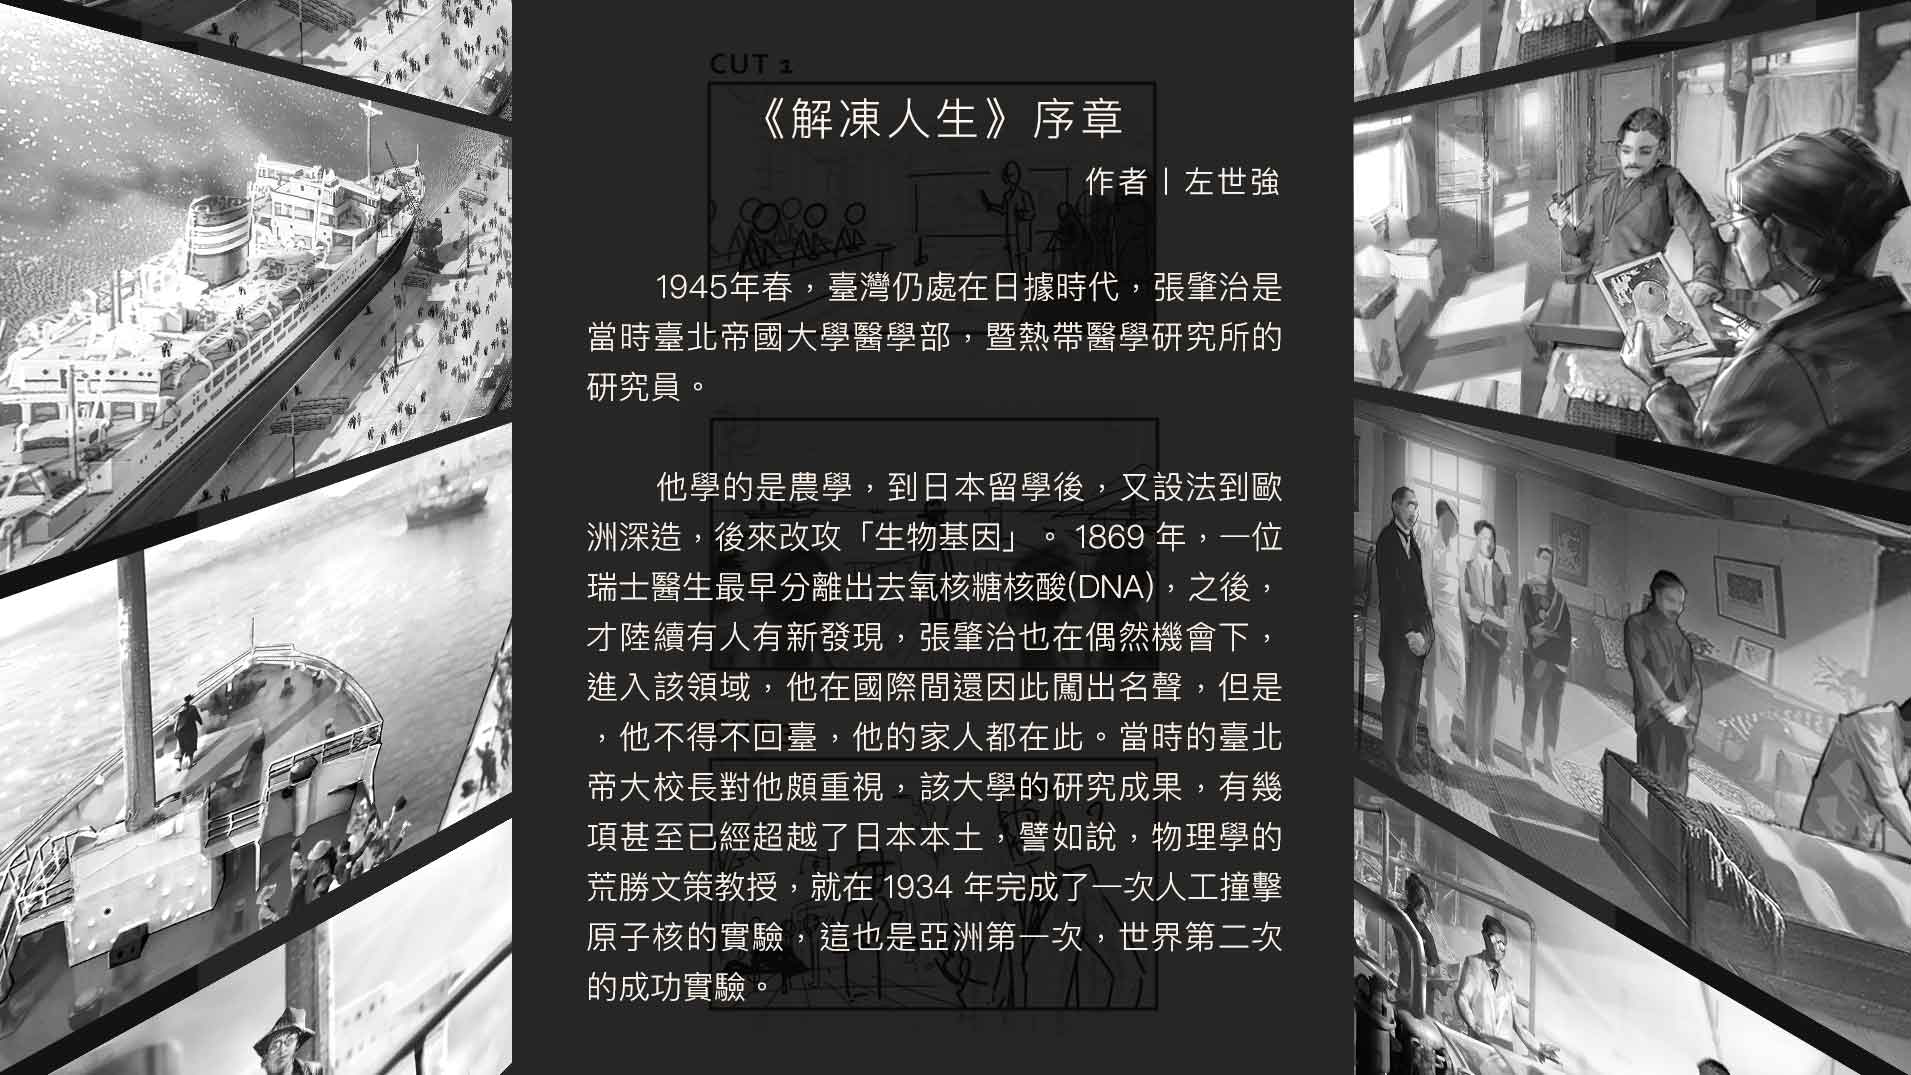 CUT 1
《解凍人生》序章
作者｜左世強
1945年春，臺灣仍處在日據時代，張肇治是
當時臺北帝國大學醫學部，暨熱帶醫學研究所的
研究員。
他學的是農學，到日本留學後，又設法到歐
洲深造，後來改攻「生物基因」。 1869 年，一位
瑞士醫生最早分離出去氧核糖核酸(DNA)，之後，
才陸續有人有新發現，張肇治也在偶然機會下，
進入該領域，他在國際間還因此闖出名聲，但是
，他不得不回臺，他的家人都在此。當時的臺北
帝大校長對他頗重視，該大學的研究成果，有幾
項甚至已經超越了日本本土，譬如說，物理學的
荒勝文策教授，就在 1934 年完成了一次人工撞擊
原子核的實驗，這也是亞洲第一次，世界第二次
的成功實驗。